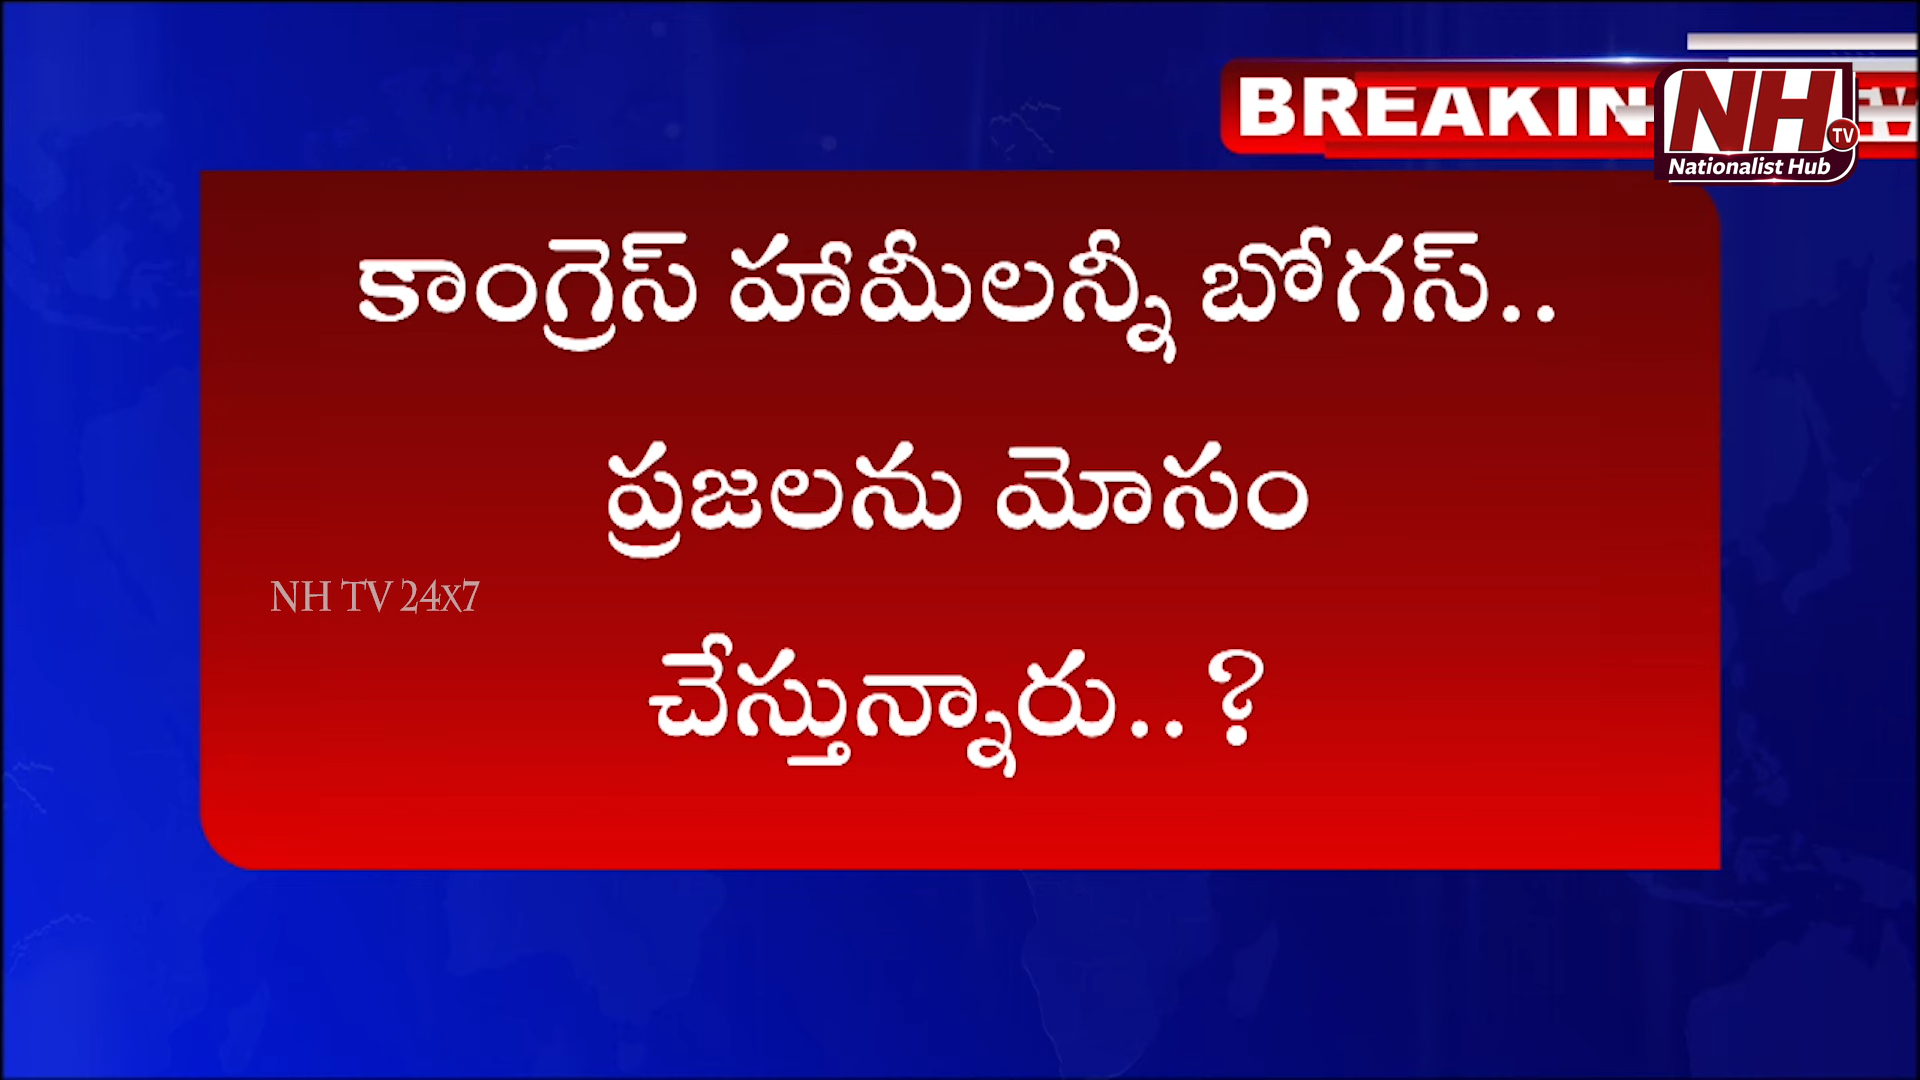 BREAKIN
NH
TV
Nationalist Hub
కాంగ్రెస్ హామీలన్నీ బోగస్..
ప్రజలను మోసం
NH TV 24x7
చేస్తున్నారు..?